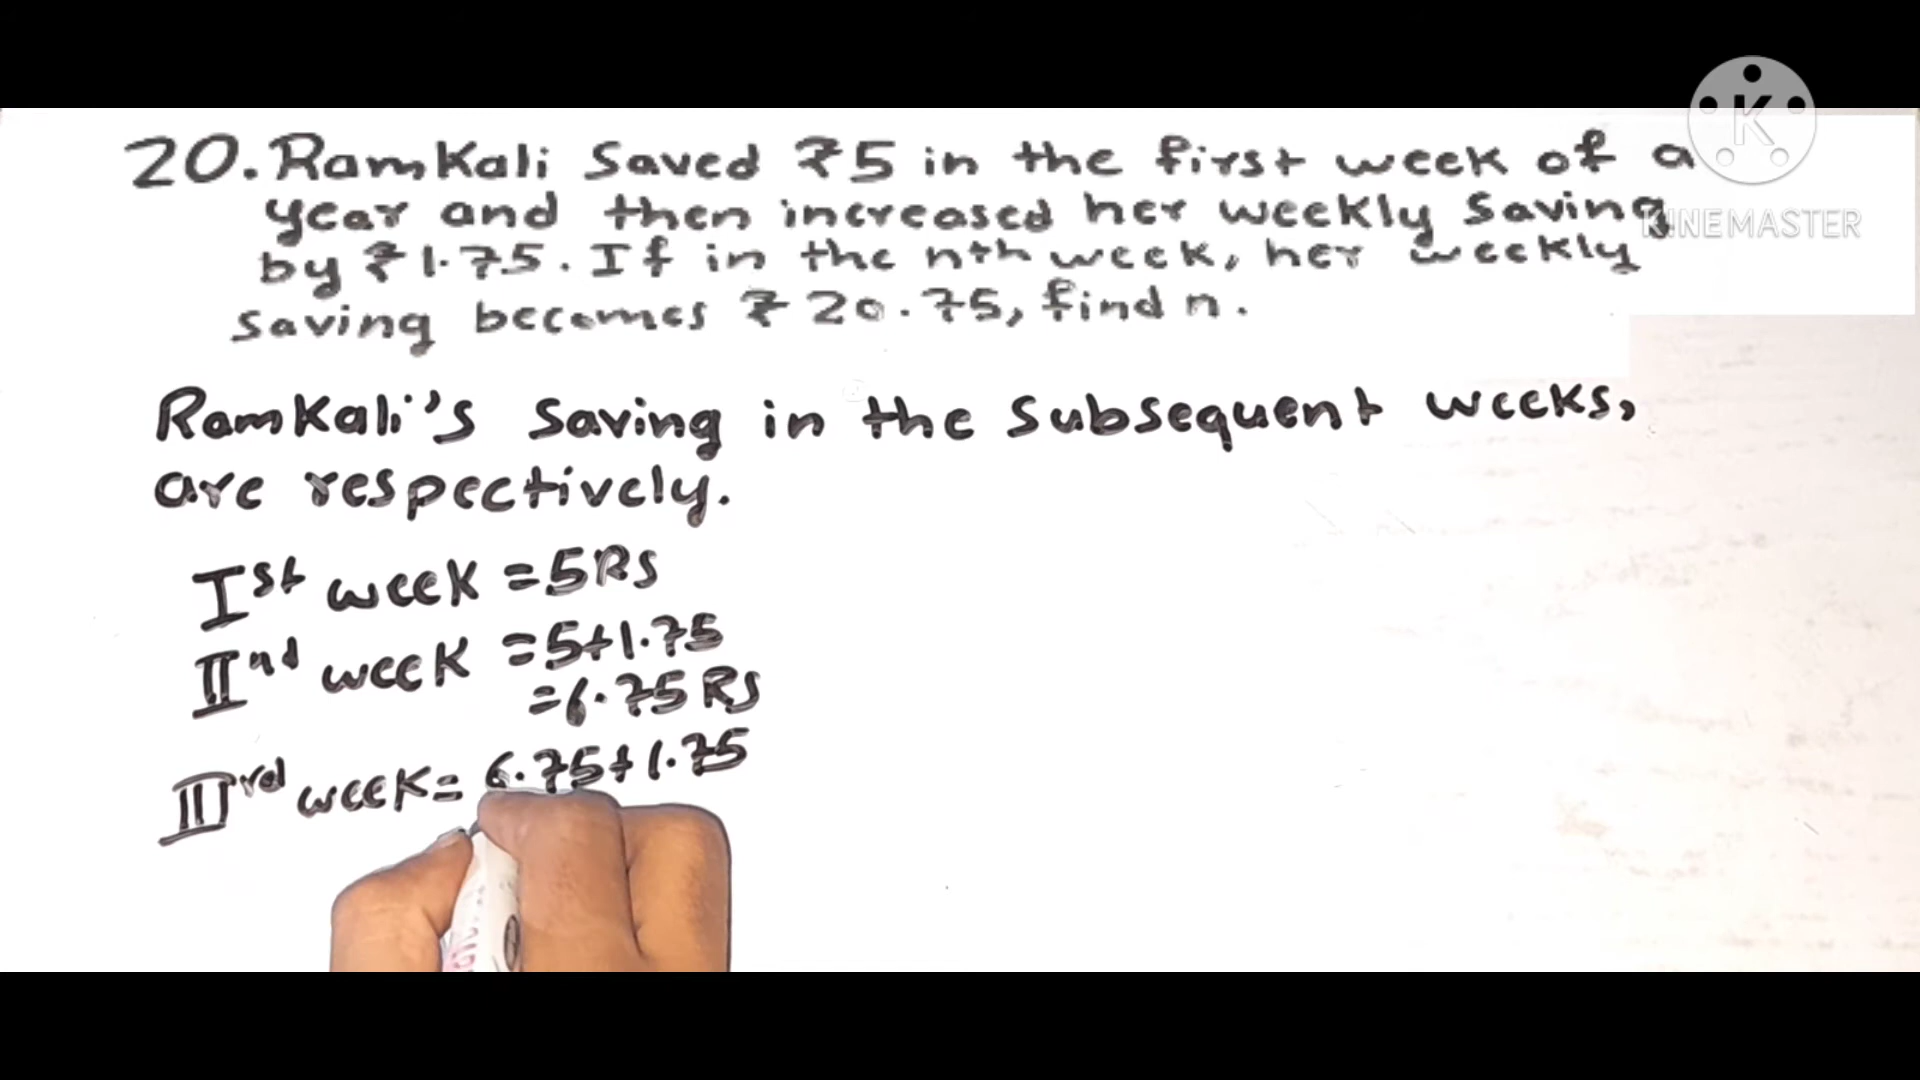 20. RamKali Saved ₹5 in the first week of a
year and then increased her weekly Saving
by ₹1.75. If in the nth week, her weekly
saving becomes ₹20.75, find n.
RamKali's Saving in the Subsequent weeks,
are respectively.
Ist week =5RS
IInd week =5+1.75
=6.75 RS
IIIrd week= 6.75+1.75
K
KINEMASTER